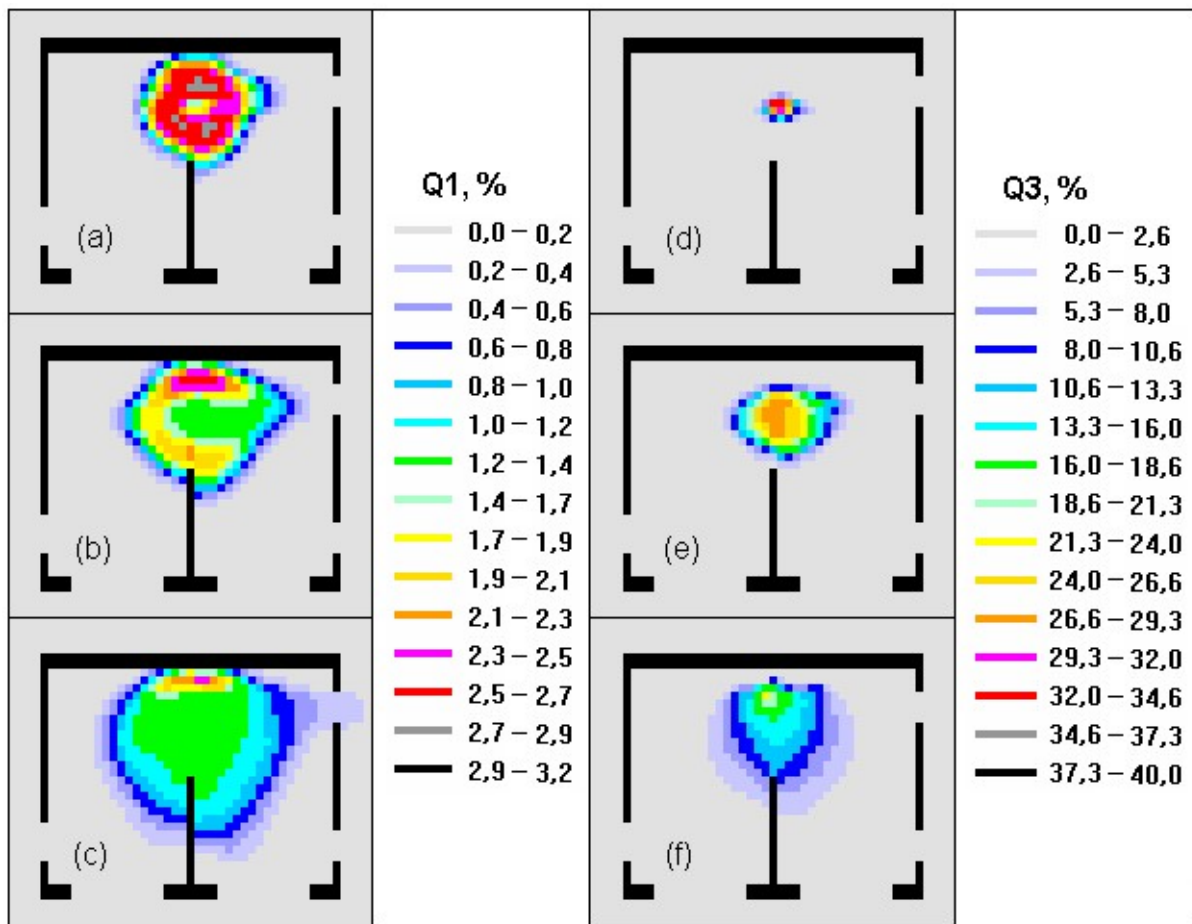 (a)
(b)
(c)
Q1, %
0,0 – 0,2
0,2 – 0,4
0,4 – 0,6
0,6 – 0,8
0,8 – 1,0
1,0 – 1,2
1,2 – 1,4
1,4 – 1,7
1,7 – 1,9
1,9 – 2,1
2,1 – 2,3
2,3 – 2,5
2,5 – 2,7
2,7 – 2,9
2,9 – 3,2
(d)
(e)
(f)
Q3, %
0,0 – 2,6
2,6 – 5,3
5,3 – 8,0
8,0 – 10,6
10,6 – 13,3
13,3 – 16,0
16,0 – 18,6
18,6 – 21,3
21,3 – 24,0
24,0 – 26,6
26,6 – 29,3
29,3 – 32,0
32,0 – 34,6
34,6 – 37,3
37,3 – 40,0